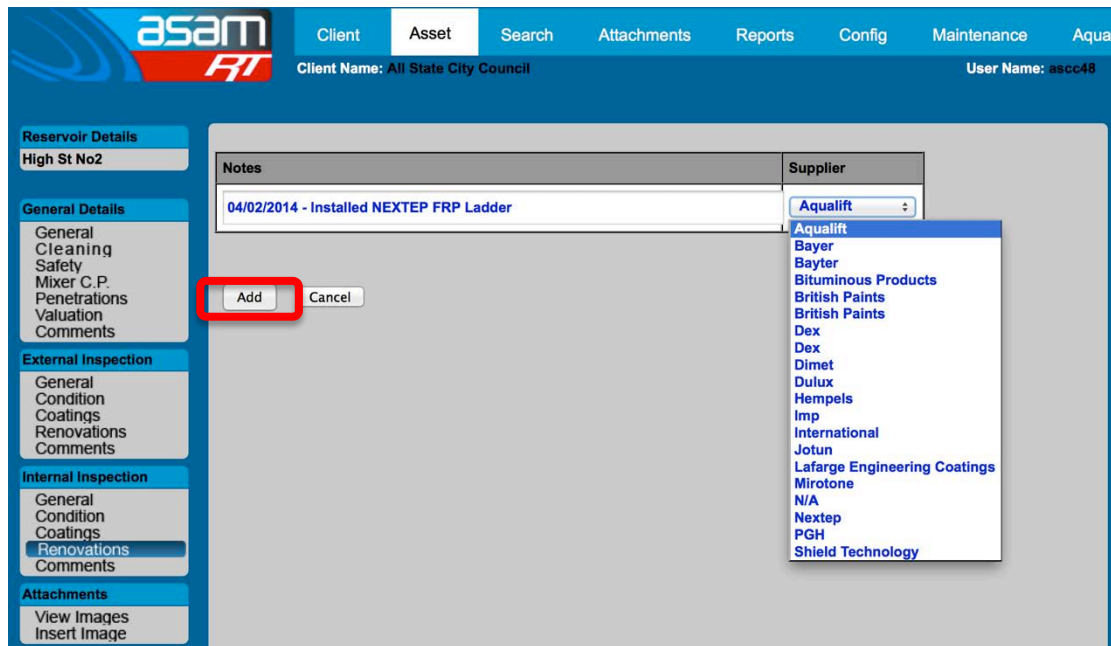 asam
RT
Client Asset Search Attachments Reports Config Maintenance Aqua
Client Name: All State City Council User Name: ascc48
Reservoir Details
High St No2
General Details
General
Cleaning
Safety
Mixer C.P.
Penetrations
Valuation
Comments
External Inspection
General
Condition
Coatings
Renovations
Comments
Internal Inspection
General
Condition
Coatings
Renovations
Comments
Attachments
View Images
Insert Image
Notes Supplier
04/02/2014 - Installed NEXTEP FRP Ladder Aqualift
Aqualift
Bayer
Bayter
Bituminous Products
British Paints
British Paints
Dex
Dex
Dimet
Dulux
Hempels
Imp
International
Jotun
Lafarge Engineering Coatings
Mirotone
N/A
Nextep
PGH
Shield Technology
Add Cancel